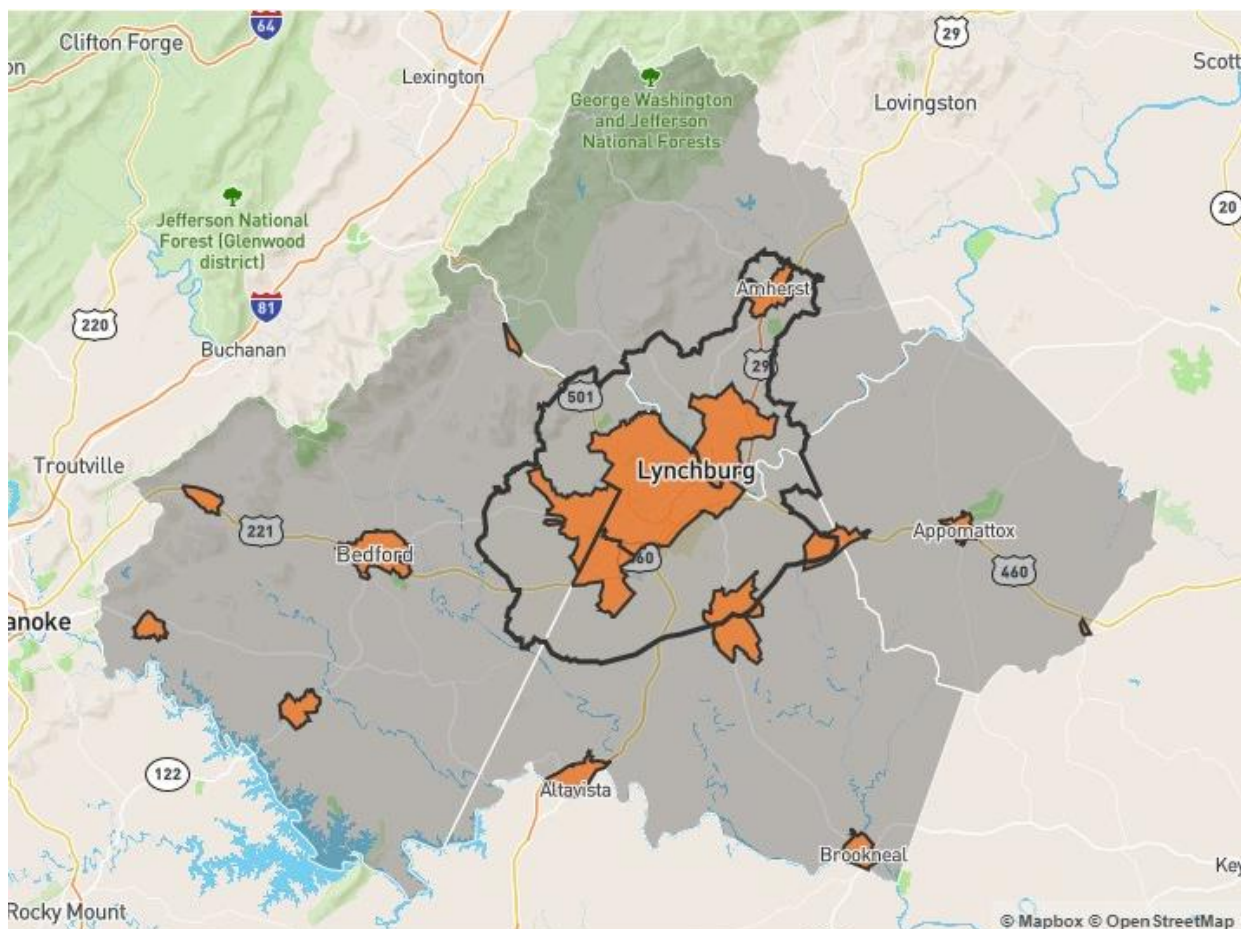 64
Clifton Forge
29
Lexington
Scott
George Washington
and Jefferson
National Forests
Lovingston
Jefferson National
Forest (Glenwood
district)
20
Amherst
81
220
Buchanan
29
501
Troutville
Lynchburg
221
Appomattox
Bedford
60
460
anoke
122
Altavista
Brookneal
Key
Rocky Mount
© Mapbox © OpenStreetMap